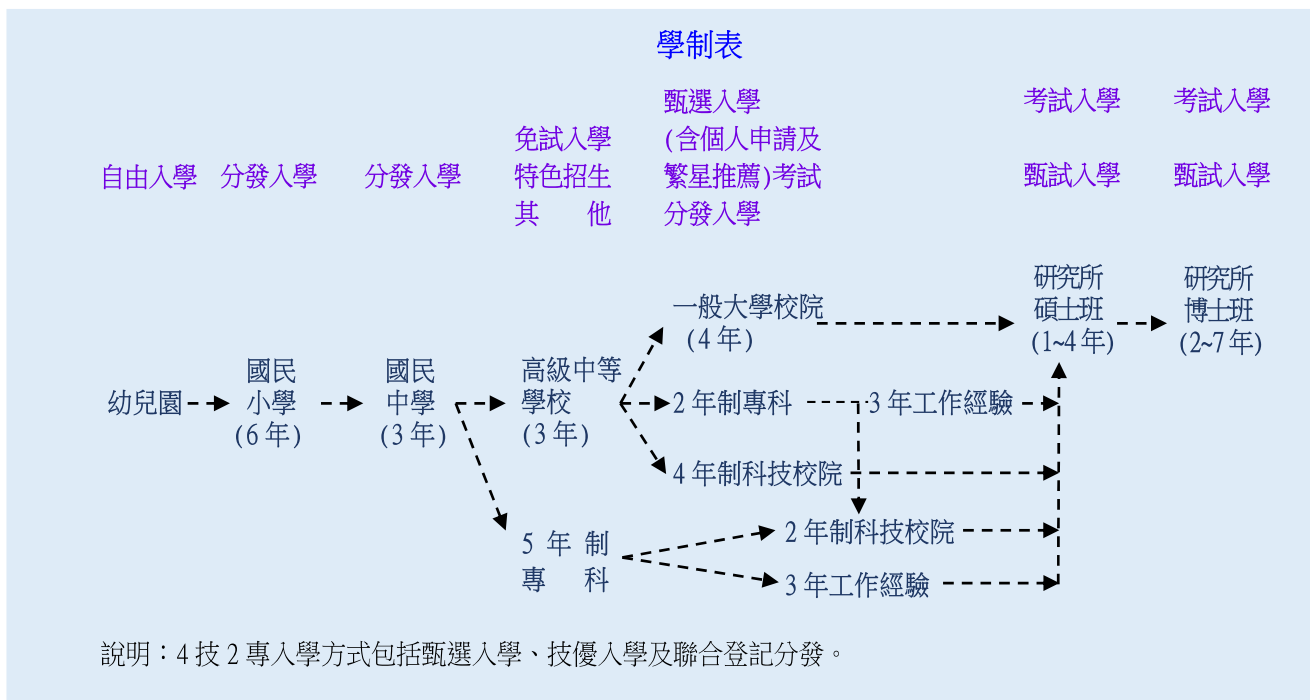 學制表
自由入學
分發入學
分發入學
免試入學
特色招生
其 他
甄選入學
(含個人申請及
繁星推薦)考試
分發入學
考試入學
甄試入學
考試入學
甄試入學
幼兒園
國民
小學
(6 年)
國民
中學
(3 年)
高級中等
學校
(3 年)
5 年 制
專 科
一般大學校院
(4 年)
2 年制專科
3 年工作經驗
4 年制科技校院
2 年制科技校院
3 年工作經驗
研究所
碩士班
(1~4 年)
研究所
博士班
(2~7 年)
說明：4 技 2 專入學方式包括甄選入學、技優入學及聯合登記分發。